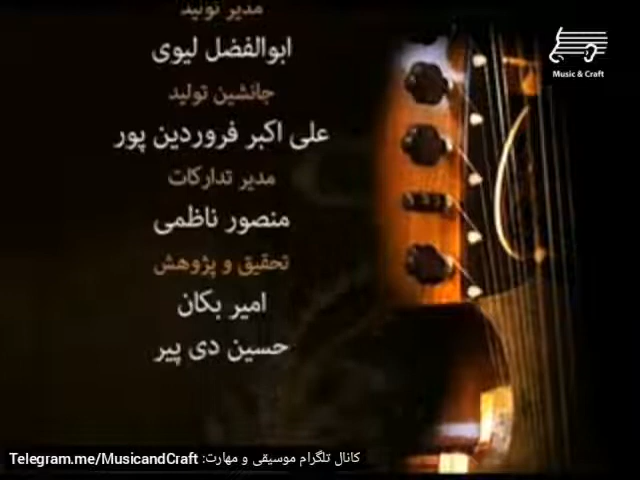 مدیر تولید
ابوالفضل لیوی
جانشین تولید
علی اکبر فروردین پور
مدیر تدارکات
منصور ناظمی
تحقیق و پژوهش
امیر بکان
حسین دی پیر
Music & Craft
کانال تلگرام موسیقی و مهارت: Telegram.me/MusicandCraft